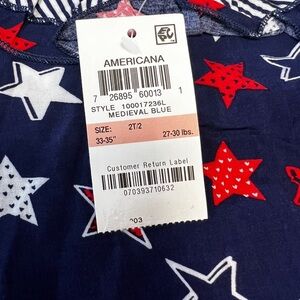 EPIC
AMERICANA
7 26895 60013 1
STYLE 100017236L
MEDIEVAL BLUE
SIZE: 2T/2
33-35" 27-30 lbs.
Customer Return Label
070393710632
003